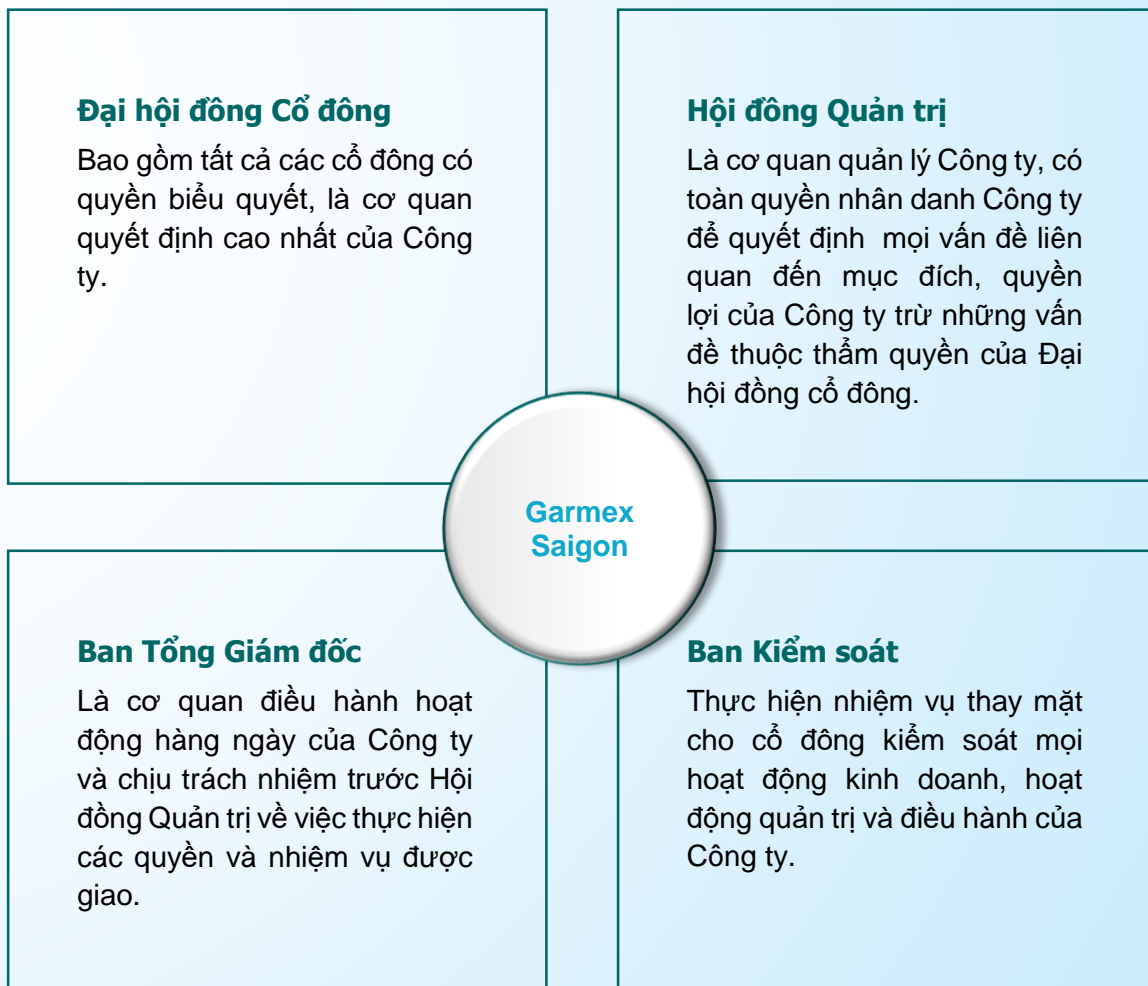 Đại hội đồng Cổ đông
Bao gồm tất cả các cổ đông có
quyền biểu quyết, là cơ quan
quyết định cao nhất của Công
ty.
Hội đồng Quản trị
Là cơ quan quản lý Công ty, có
toàn quyền nhân danh Công ty
để quyết định mọi vấn đề liên
quan đến mục đích, quyền
lợi của Công ty trừ những vấn
đề thuộc thẩm quyền của Đại
hội đồng cổ đông.
Garmex
Saigon
Ban Tổng Giám đốc
Là cơ quan điều hành hoạt
động hàng ngày của Công ty
và chịu trách nhiệm trước Hội
đồng Quản trị về việc thực hiện
các quyền và nhiệm vụ được
giao.
Ban Kiểm soát
Thực hiện nhiệm vụ thay mặt
cho cổ đông kiểm soát mọi
hoạt động kinh doanh, hoạt
động quản trị và điều hành của
Công ty.